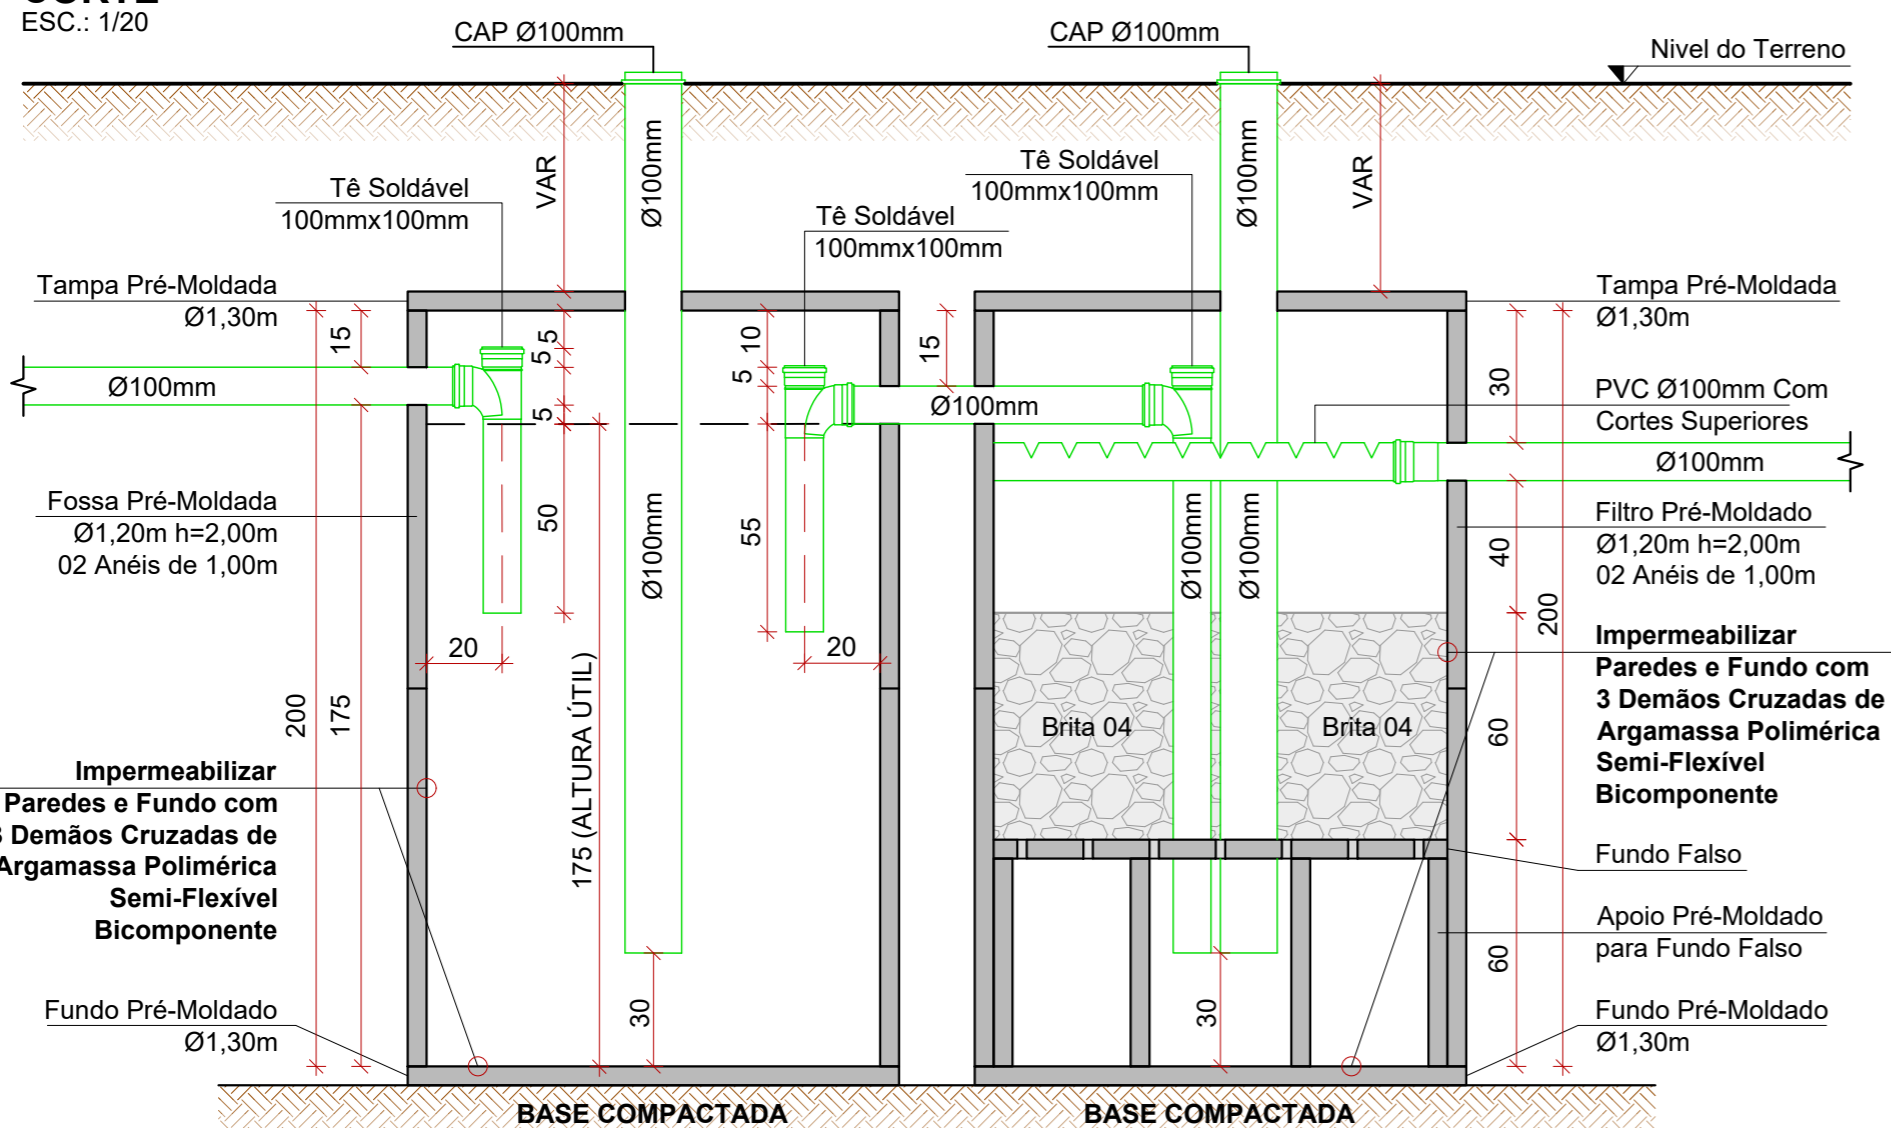 ESC.: 1/20
CAP Ø100mm
CAP Ø100mm
Nivel do Terreno
VAR
Ø100mm
Tê Soldável
100mmx100mm
Tê Soldável
100mmx100mm
Tê Soldável
100mmx100mm
Ø100mm
VAR
Tampa Pré-Moldada
Ø1,30m
Tampa Pré-Moldada
Ø1,30m
15
5
5
5
10
5
15
30
Ø100mm
Ø100mm
PVC Ø100mm Com
Cortes Superiores
Ø100mm
Fossa Pré-Moldada
Ø1,20m h=2,00m
02 Anéis de 1,00m
50
Ø100mm
55
Ø100mm
Ø100mm
Filtro Pré-Moldado
Ø1,20m h=2,00m
02 Anéis de 1,00m
40
200
20
20
200
175
175 (ALTURA ÚTIL)
Brita 04
Brita 04
60
Impermeabilizar
Paredes e Fundo com
3 Demãos Cruzadas de
Argamassa Polimérica
Semi-Flexível
Bicomponente
Impermeabilizar
Paredes e Fundo com
3 Demãos Cruzadas de
Argamassa Polimérica
Semi-Flexível
Bicomponente
Fundo Falso
Apoio Pré-Moldado
para Fundo Falso
60
30
30
Fundo Pré-Moldado
Ø1,30m
Fundo Pré-Moldado
Ø1,30m
BASE COMPACTADA
BASE COMPACTADA